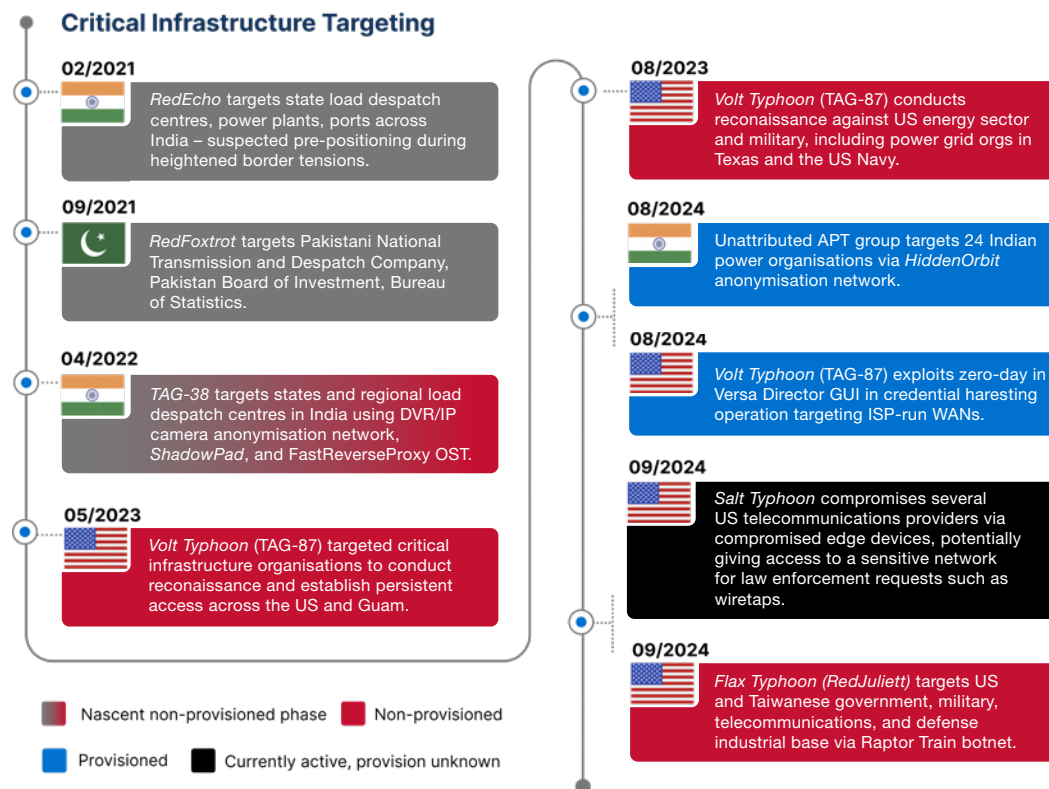 Critical Infrastructure Targeting
02/2021
RedEcho targets state load despatch
centres, power plants, ports across
India – suspected pre-positioning during
heightened border tensions.
09/2021
RedFoxtrot targets Pakistani National
Transmission and Despatch Company,
Pakistan Board of Investment, Bureau
of Statistics.
04/2022
TAG-38 targets states and regional load
despatch centres in India using DVR/IP
camera anonymisation network,
ShadowPad, and FastReverseProxy OST.
05/2023
Volt Typhoon (TAG-87) targeted critical
infrastructure organisations to conduct
reconaissance and establish persistent
access across the US and Guam.
08/2023
Volt Typhoon (TAG-87) conducts
reconaissance against US energy sector
and military, including power grid orgs in
Texas and the US Navy.
08/2024
Unattributed APT group targets 24 Indian
power organisations via HiddenOrbit
anonymisation network.
08/2024
Volt Typhoon (TAG-87) exploits zero-day in
Versa Director GUI in credential haresting
operation targeting ISP-run WANs.
09/2024
Salt Typhoon compromises several
US telecommunications providers via
compromised edge devices, potentially
giving access to a sensitive network
for law enforcement requests such as
wiretaps.
09/2024
Flax Typhoon (RedJuliett) targets US
and Taiwanese government, military,
telecommunications, and defense
industrial base via Raptor Train botnet.
Nascent non-provisioned phase
Non-provisioned
Provisioned
Currently active, provision unknown